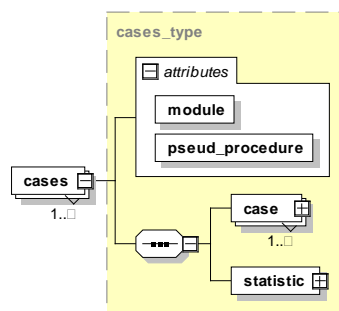 cases_type
attributes
module
pseud_procedure
cases
1..
case
1..
statistic